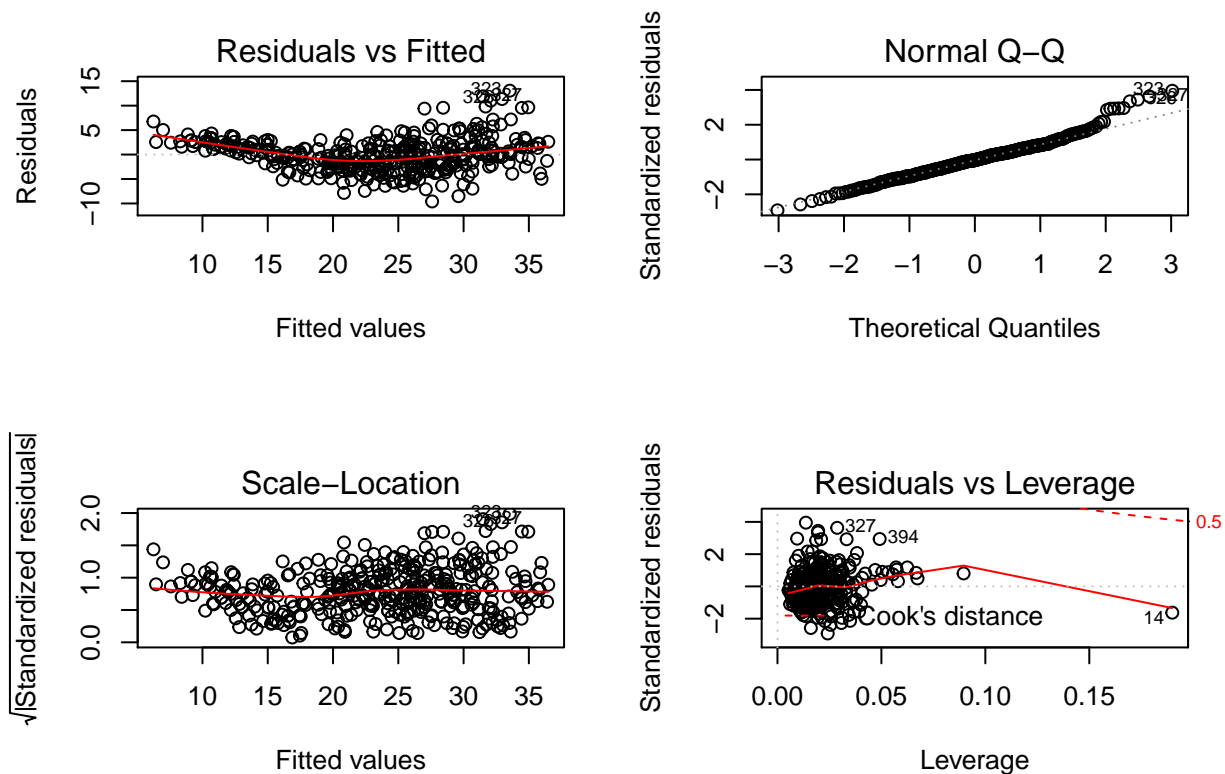 Residuals vs Fitted
Residuals
15
5
−10
323
327
10 15 20 25 30 35
Fitted values
Normal Q−Q
Standardized residuals
2
−2
323
−3 −2 −1 0 1 2 3
Theoretical Quantiles
Scale−Location
√|Standardized residuals|
2.0
1.0
0.0
323
327
10 15 20 25 30 35
Fitted values
Residuals vs Leverage
Standardized residuals
2
−2
327
394
14
0.5
Cook's distance
0.00 0.05 0.10 0.15
Leverage